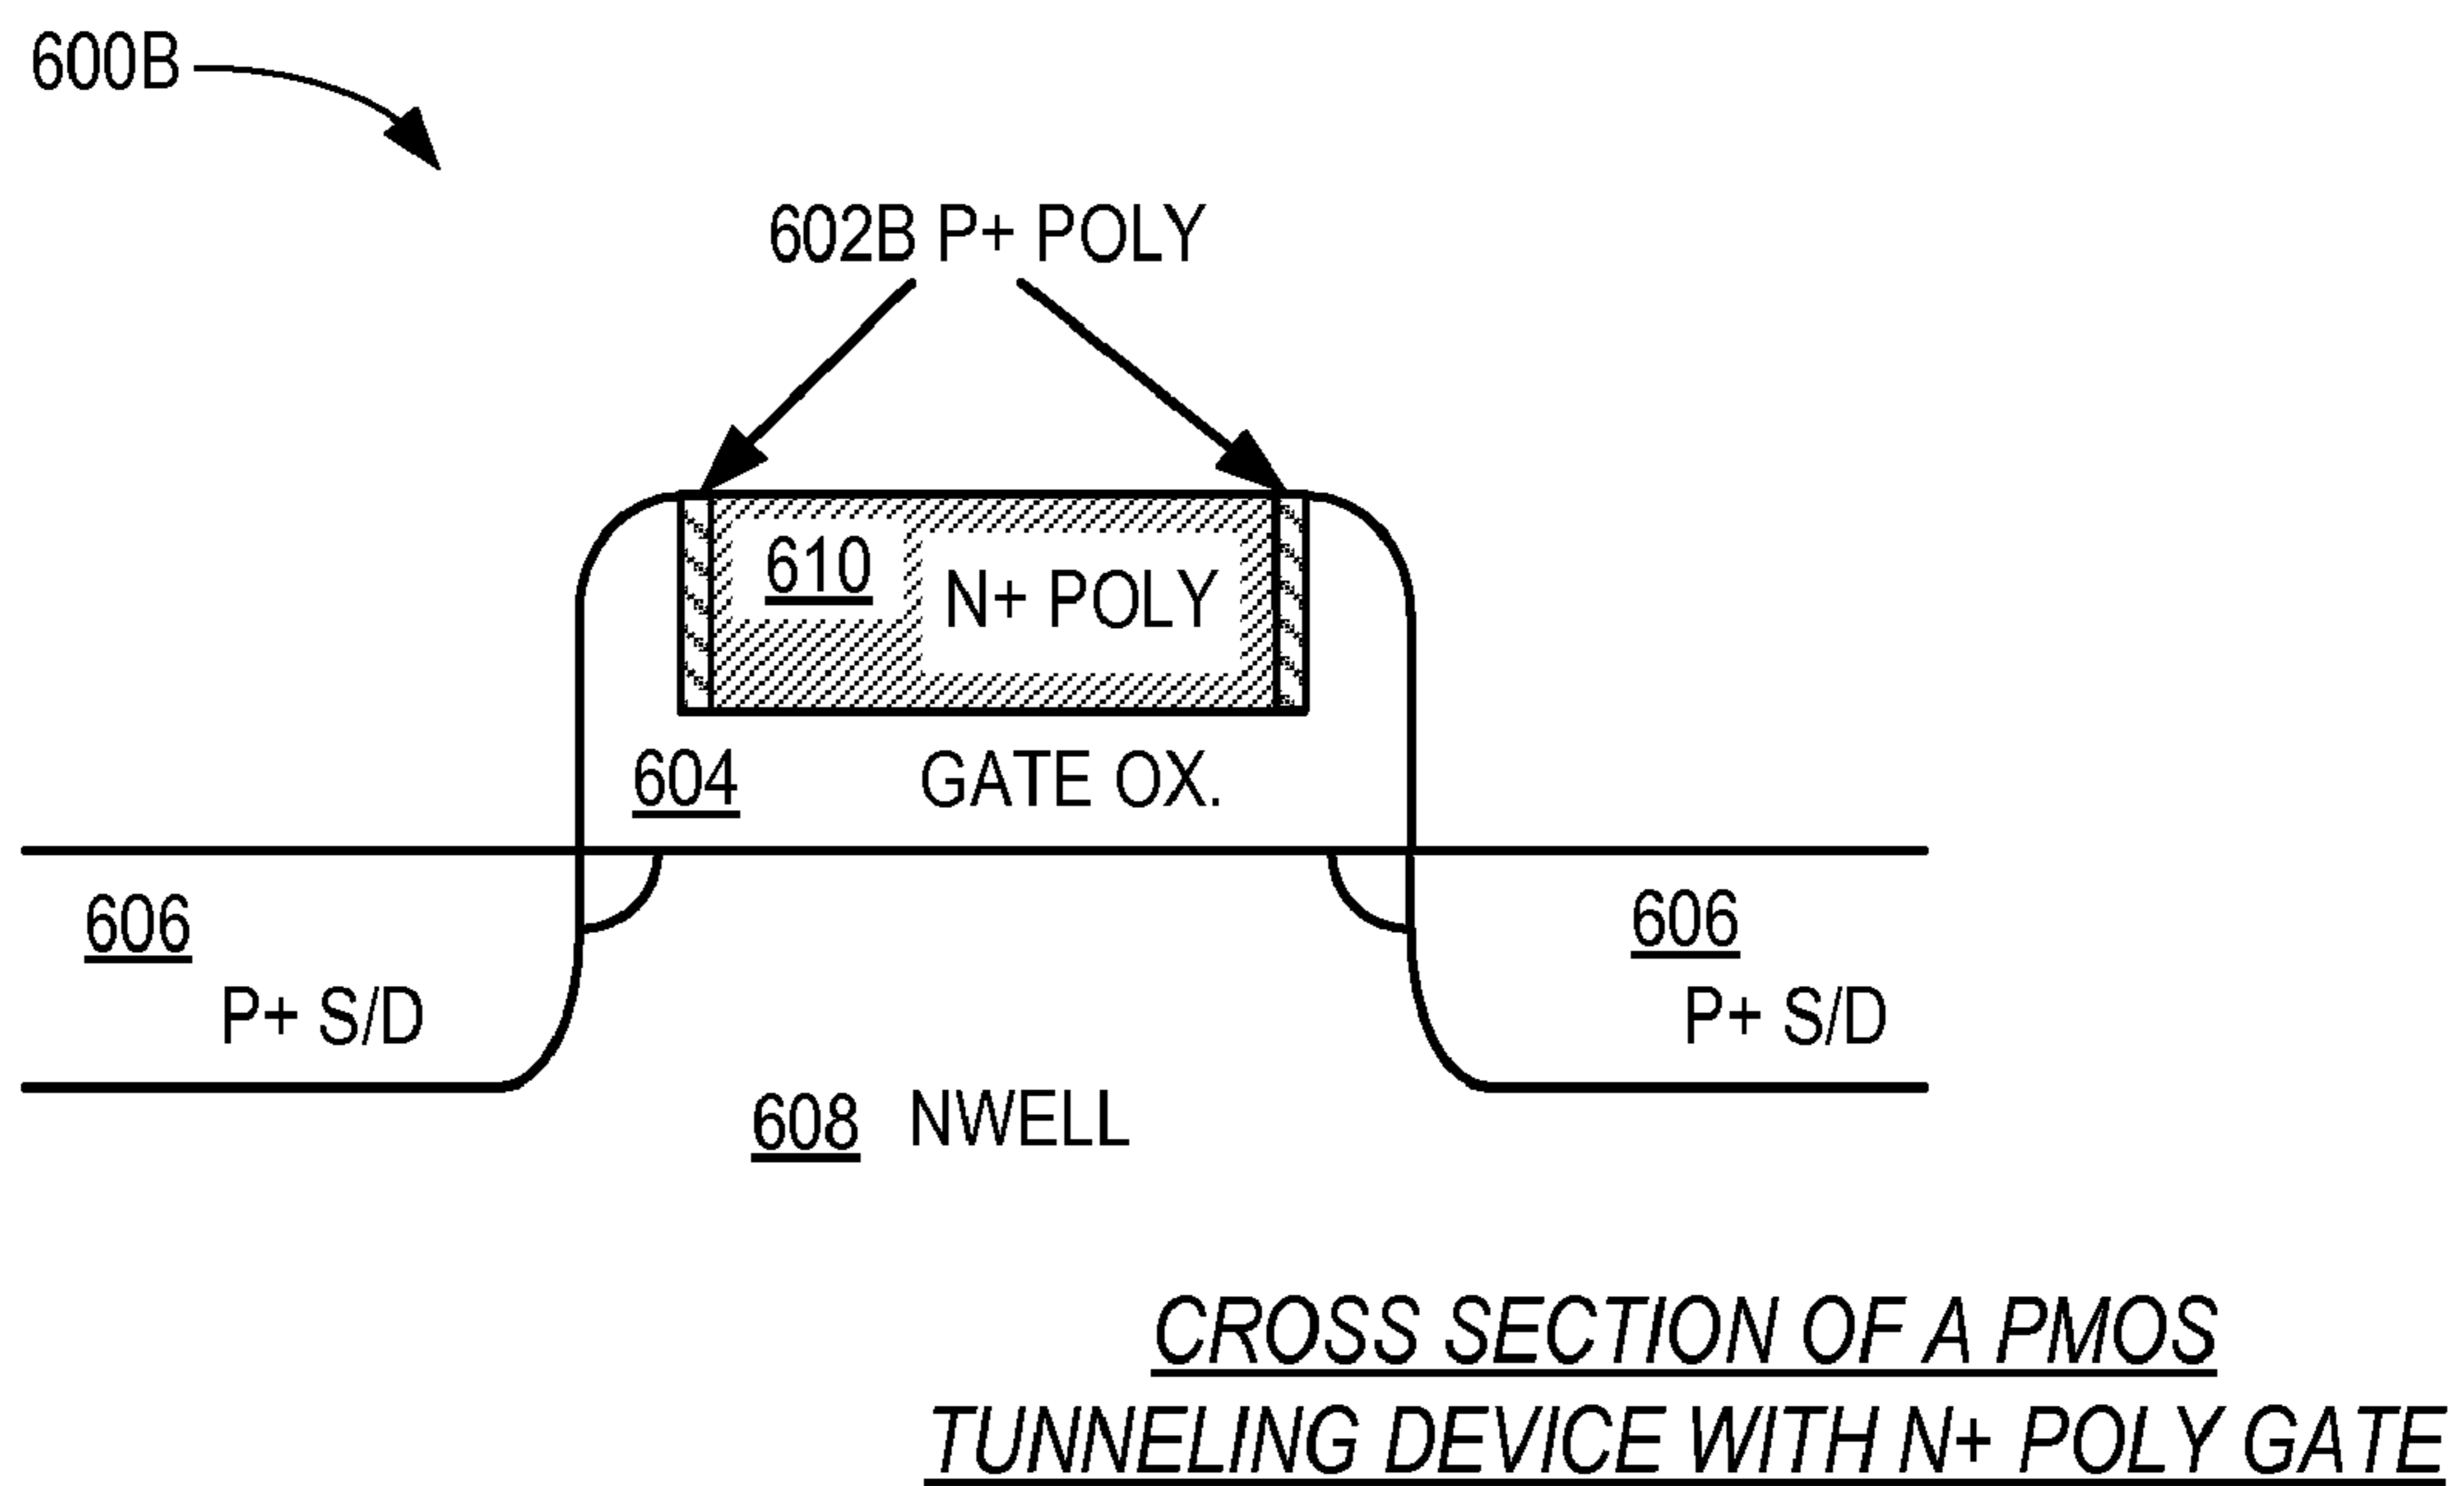 600B
602B P+ POLY
610
N+ POLY
604 GATE OX.
606
606
P+ S/D
P+ S/D
608 NWELL
CROSS SECTION OF A PMOS
TUNNELING DEVICE WITH N+ POLY GATE